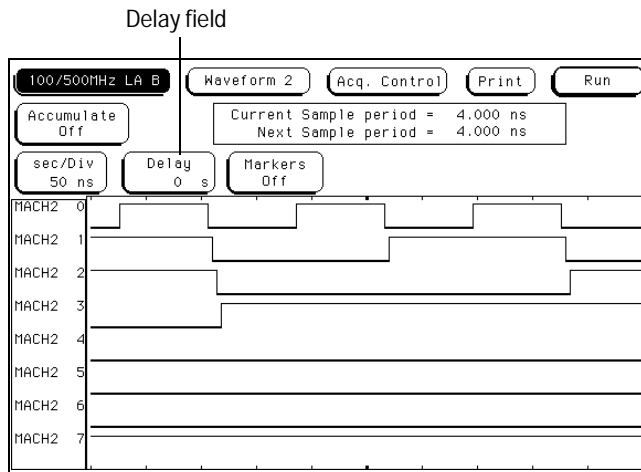 Delay field
100/500MHz LA B Waveform 2 Acq. Control Print Run
Accumulate
Off
Current Sample period = 4.000 ns
Next Sample period = 4.000 ns
sec/Div
50 ns
Delay
0 s
Markers
Off
MACH2 0
MACH2 1
MACH2 2
MACH2 3
MACH2 4
MACH2 5
MACH2 6
MACH2 7